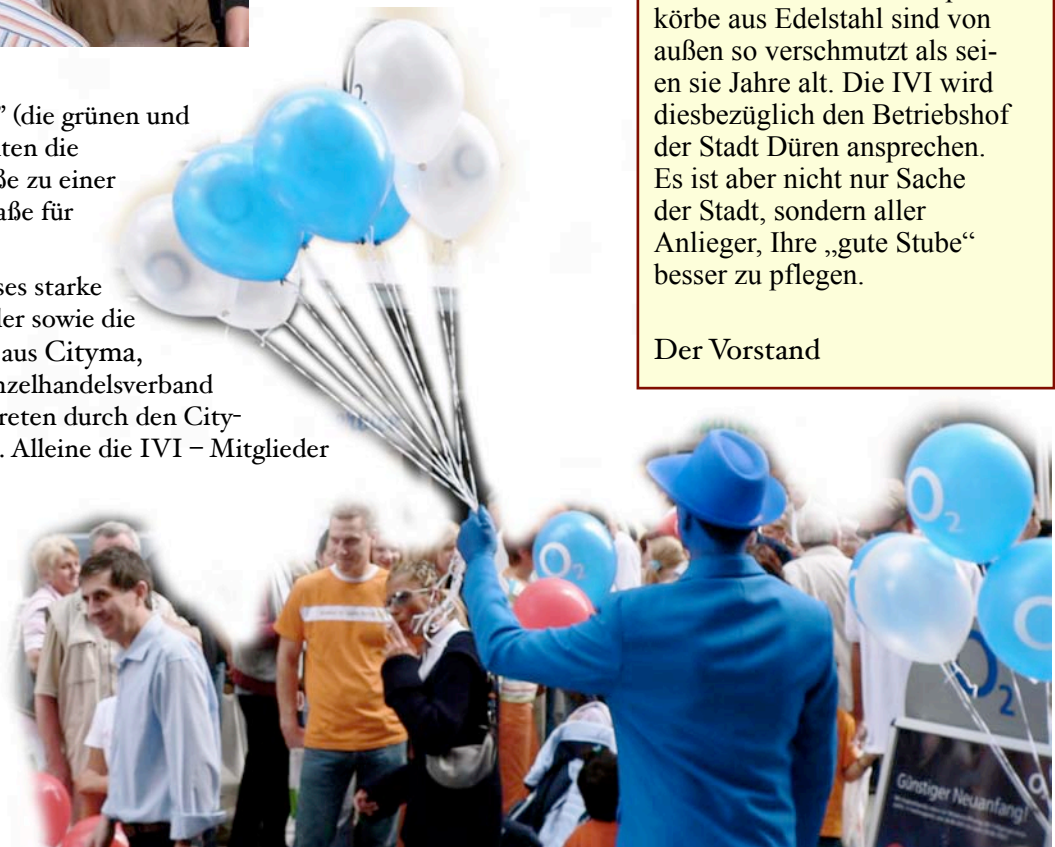 ” (die grünen und
ten die
ße zu einer
aße für
ses starke
ler sowie die
aus Cityma,
nzelhandelsverband
reten durch den City-
. Alleine die IVI – Mitglieder
körbe aus Edelstahl sind von
außen so verschmutzt als sei-
en sie Jahre alt. Die IVI wird
diesbezüglich den Betriebshof
der Stadt Düren ansprechen.
Es ist aber nicht nur Sache
der Stadt, sondern aller
Anlieger, Ihre „gute Stube“
besser zu pflegen.
Der Vorstand
O2
O2
O2
Günstiger Neuanfang!